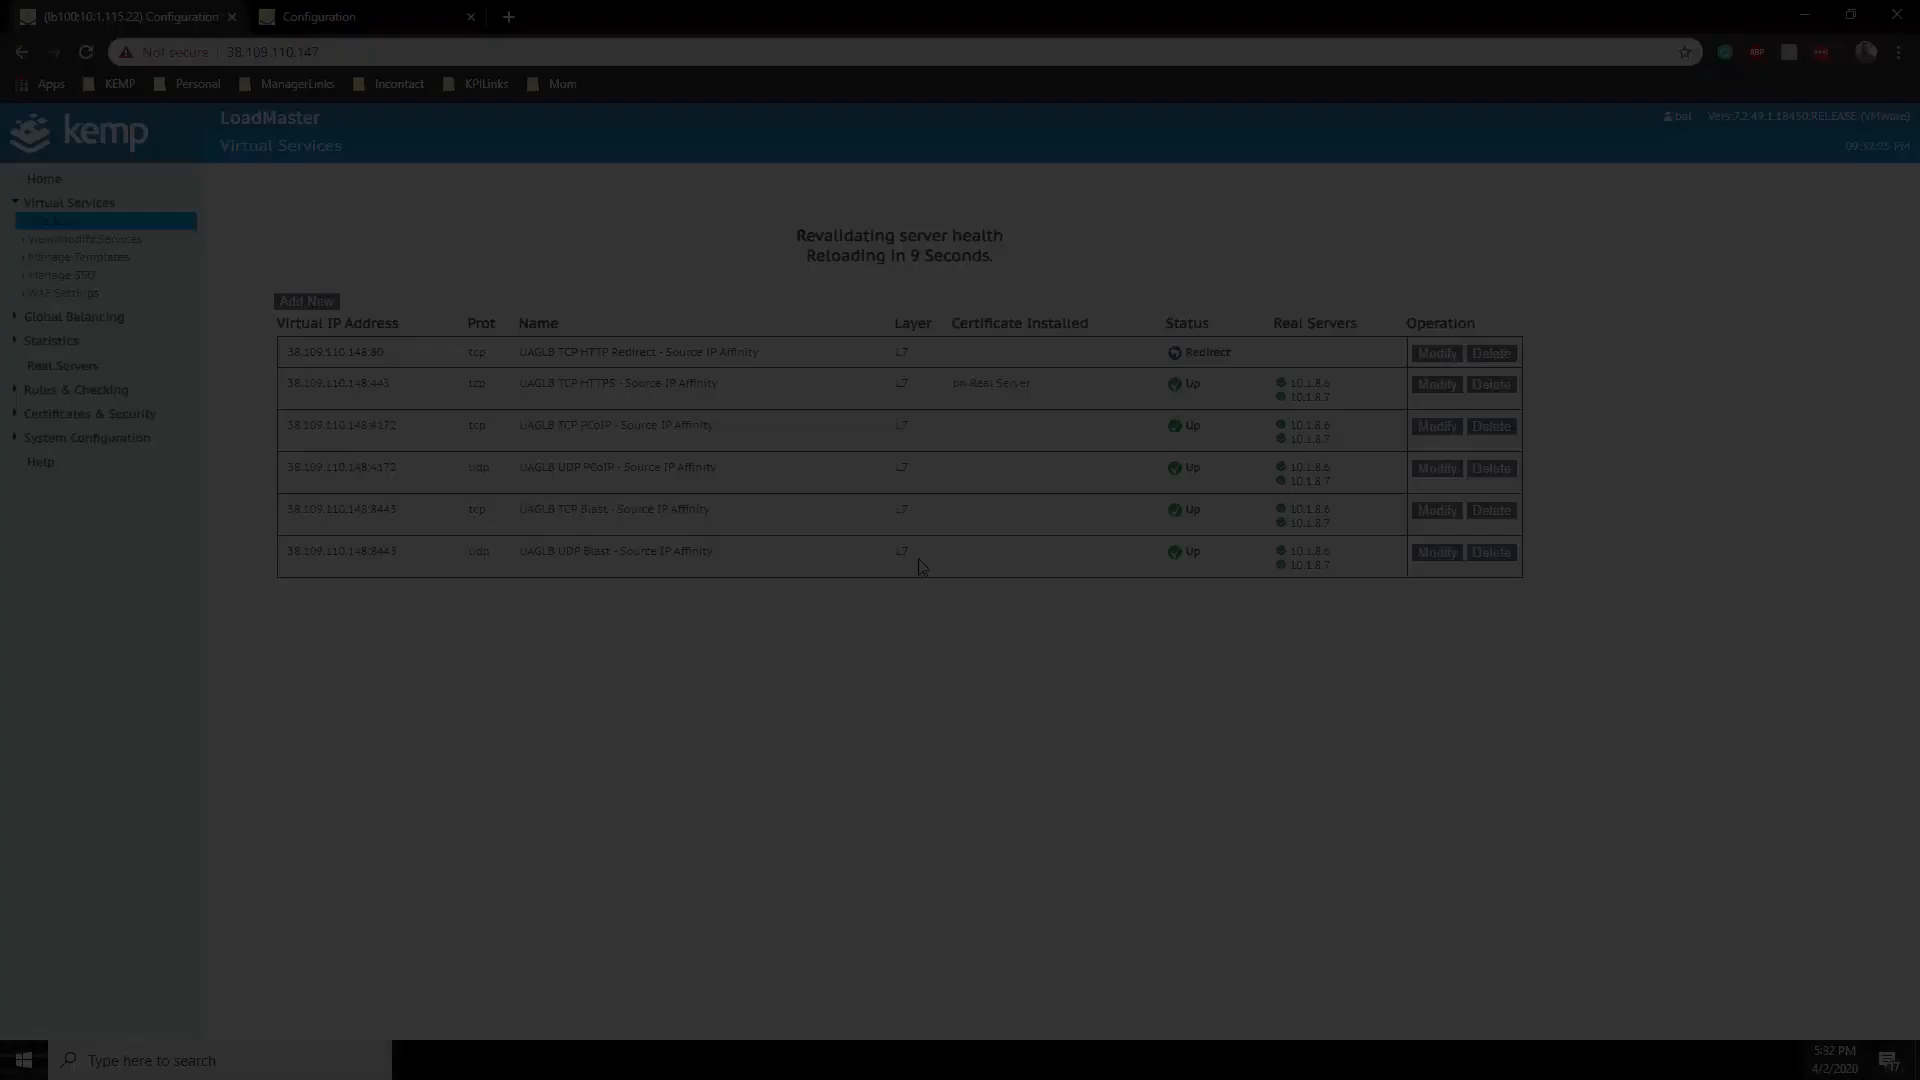 (lb100:10.1.115.22) Configuration
Configuration
Not secure 38.109.110.147
ABP
Apps KEMP Personal ManagerLinks Incontact KPILinks Mom
kemp
LoadMaster
Virtual Services
bal Vers:7.2.49.1.18450.RELEASE (VMware)
09:32:25 PM
Home
Virtual Services
View/Modify Services
Manage Templates
Manage SSO
WAF Settings
Global Balancing
Statistics
Real Servers
Rules & Checking
Certificates & Security
System Configuration
Help
Revalidating server health
Reloading in 9 Seconds.
Add New
Virtual IP Address Prot Name Layer Certificate Installed Status Real Servers Operation
38.109.110.148:80 tcp UAGLB TCP HTTP Redirect - Source IP Affinity L7 Redirect Modify Delete
38.109.110.148:443 tcp UAGLB TCP HTTPS - Source IP Affinity L7 on Real Server Up 10.1.8.6 Modify Delete
10.1.8.7
38.109.110.148:4172 tcp UAGLB TCP PCoIP - Source IP Affinity L7 Up 10.1.8.6 Modify Delete
10.1.8.7
38.109.110.148:4172 udp UAGLB UDP PCoIP - Source IP Affinity L7 Up 10.1.8.6 Modify Delete
10.1.8.7
38.109.110.148:8443 tcp UAGLB TCP Blast - Source IP Affinity L7 Up 10.1.8.6 Modify Delete
10.1.8.7
38.109.110.148:8443 udp UAGLB UDP Blast - Source IP Affinity L7 Up 10.1.8.6 Modify Delete
10.1.8.7
Type here to search
5:32 PM
4/2/2020
17